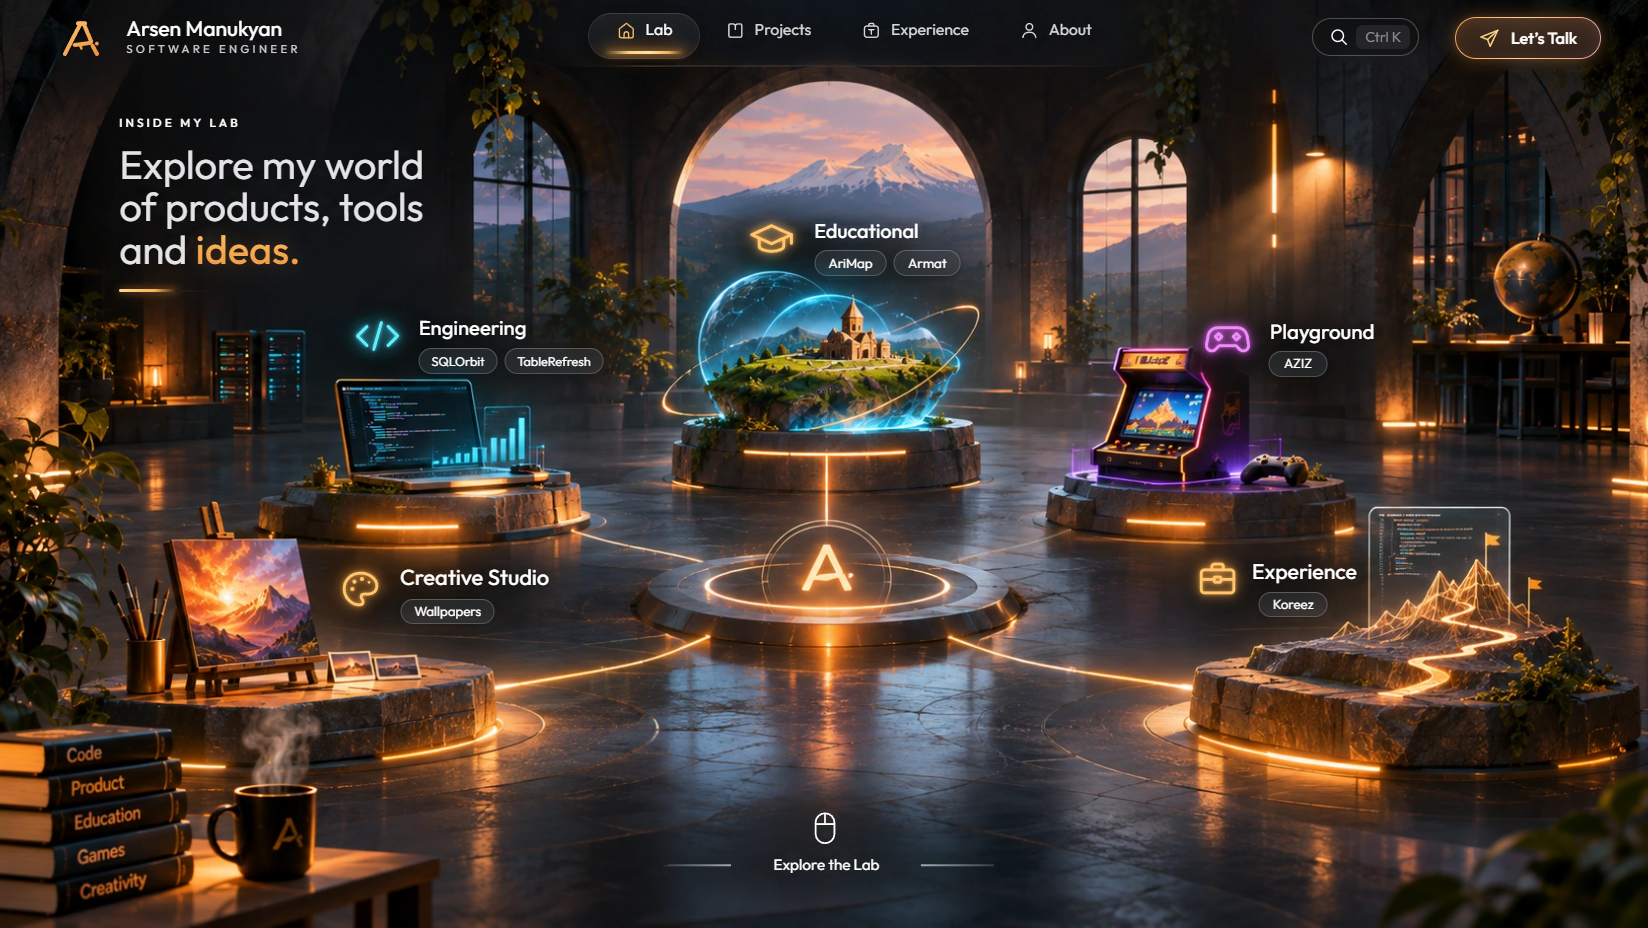 Arsen Manukyan
SOFTWARE ENGINEER
Lab
Projects
Experience
About
Ctrl K
Let's Talk
INSIDE MY LAB
Explore my world
of products, tools
and ideas.
Educational
AriMap
Armat
Engineering
SQLOrbit
TableRefresh
Playground
AZIZ
Creative Studio
Wallpapers
Experience
Koreez
Code
Product
Education
Games
Creativity
Explore the Lab